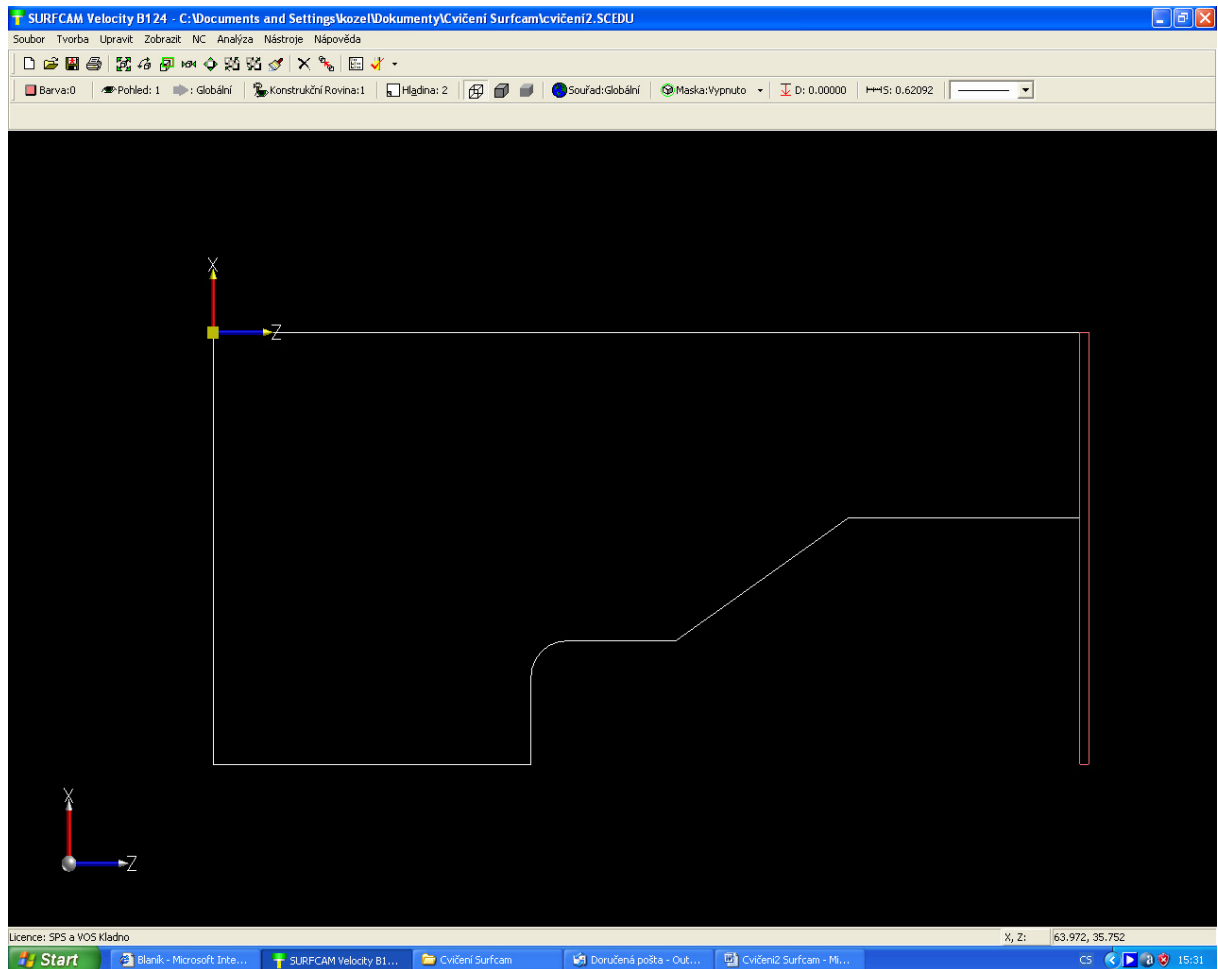 SURFCAM Velocity B124 - C:\Documents and Settings\kozel\Dokumenty\Cvičení Surfcam\cvičení2.SCEDU
Soubor Tvorba Upravit Zobrazit NC Analýza Nástroje Nápověda
Barva:0 Pohled: 1 : Globální Konstrukční Rovina:1 Hladina: 2 Souřad:Globální Maska:Vypnuto D: 0.00000 S: 0.62092
X
Z
X
Z
Licence: SPS a VOS Kladno X, Z: 63.972, 35.752
Start Blaník - Microsoft Inte... SURFCAM Velocity B1... Cvičení Surfcam Doručená pošta - Out... Cvičeni2 Surfcam - Mi... CS 15:31